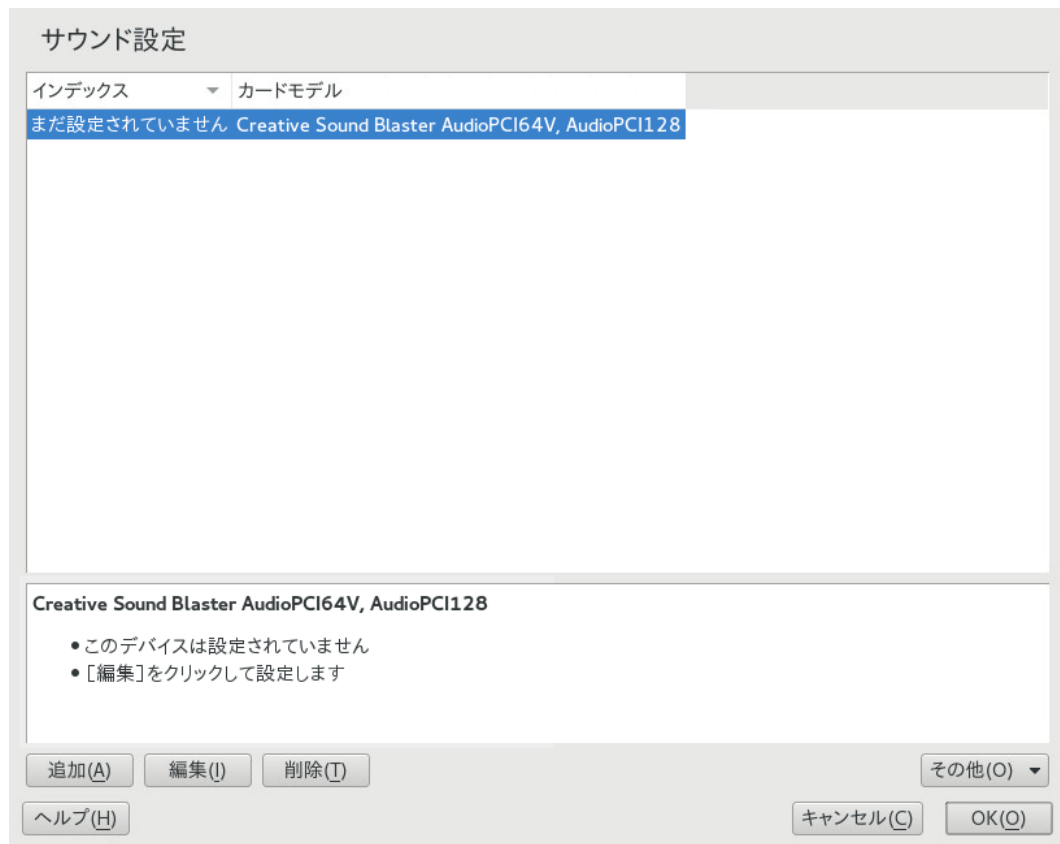 サウンド設定
インデックス カードモデル
まだ設定されていません Creative Sound Blaster AudioPCI64V, AudioPCI128
Creative Sound Blaster AudioPCI64V, AudioPCI128
•このデバイスは設定されていません
•［編集］をクリックして設定します
追加(A) 編集(I) 削除(T) その他(O)
ヘルプ(H) キャンセル(C) OK(O)